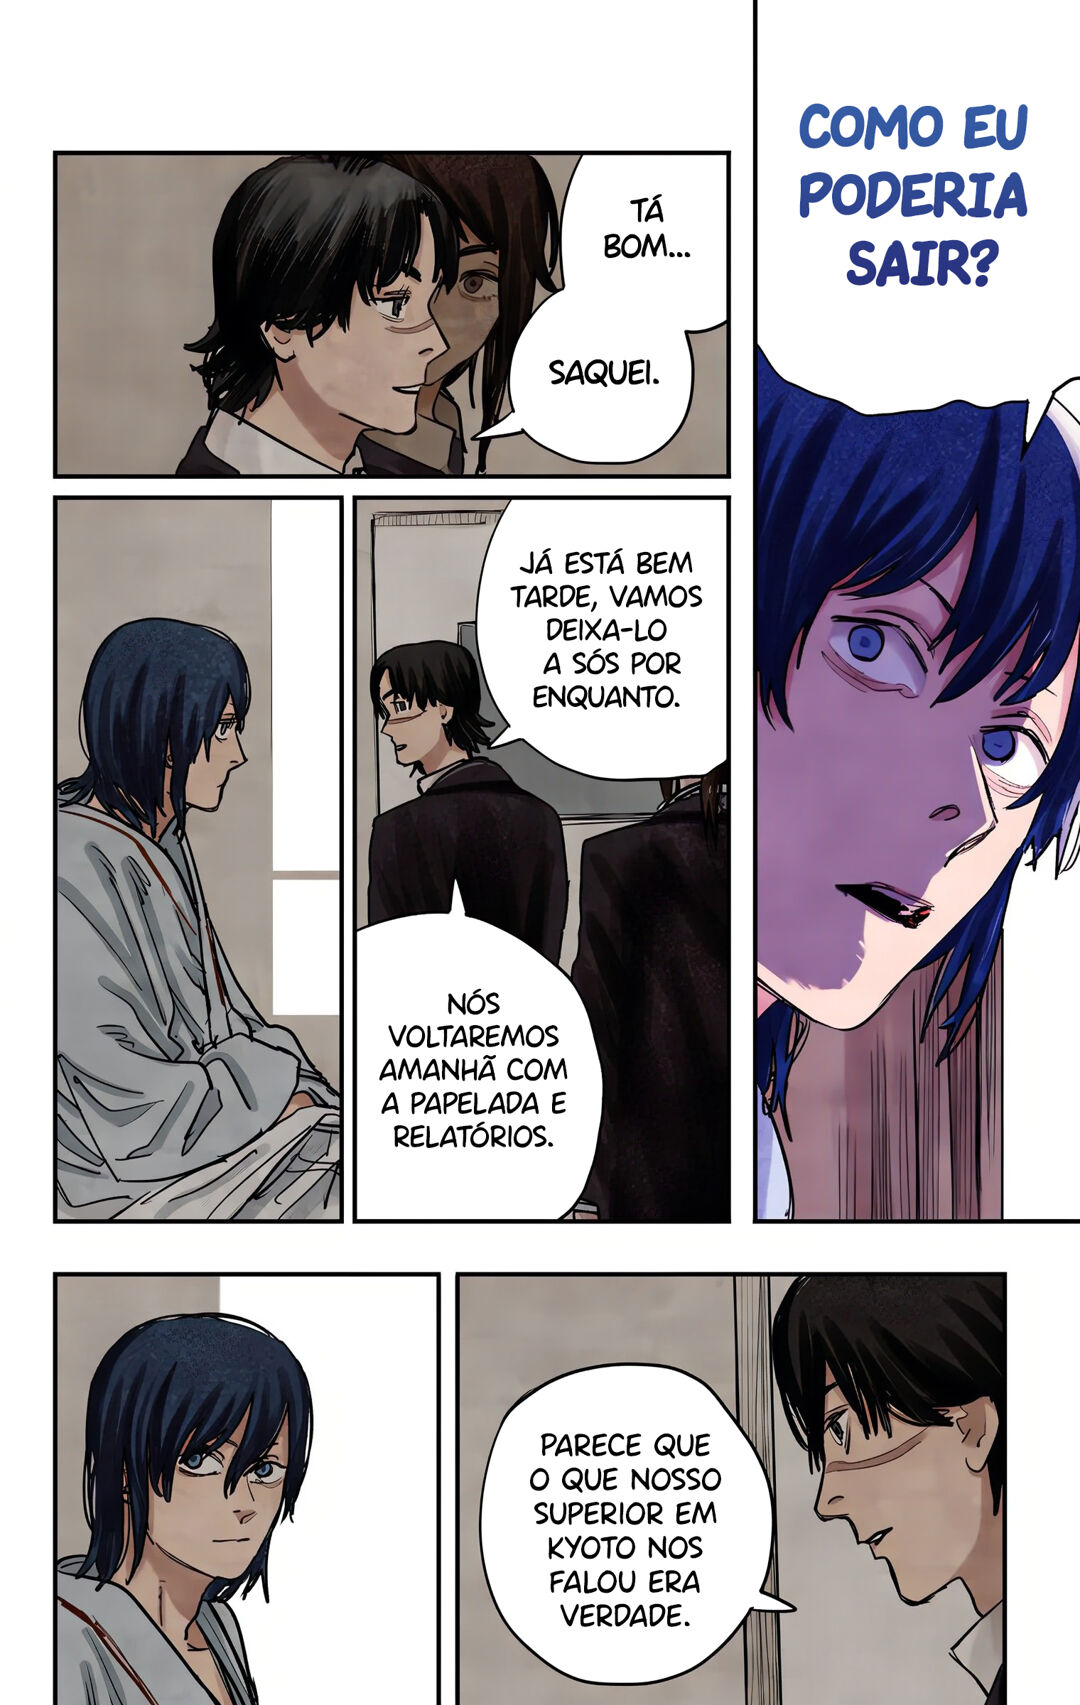 COMO EU
PODERIA
SAIR?
TÁ
BOM...
SAQUEI.
JÁ ESTÁ BEM
TARDE, VAMOS
DEIXA-LO
A SÓS POR
ENQUANTO.
NÓS
VOLTAREMOS
AMANHÃ COM
A PAPELADA E
RELATÓRIOS.
PARECE QUE
O QUE NOSSO
SUPERIOR EM
KYOTO NOS
FALOU ERA
VERDADE.